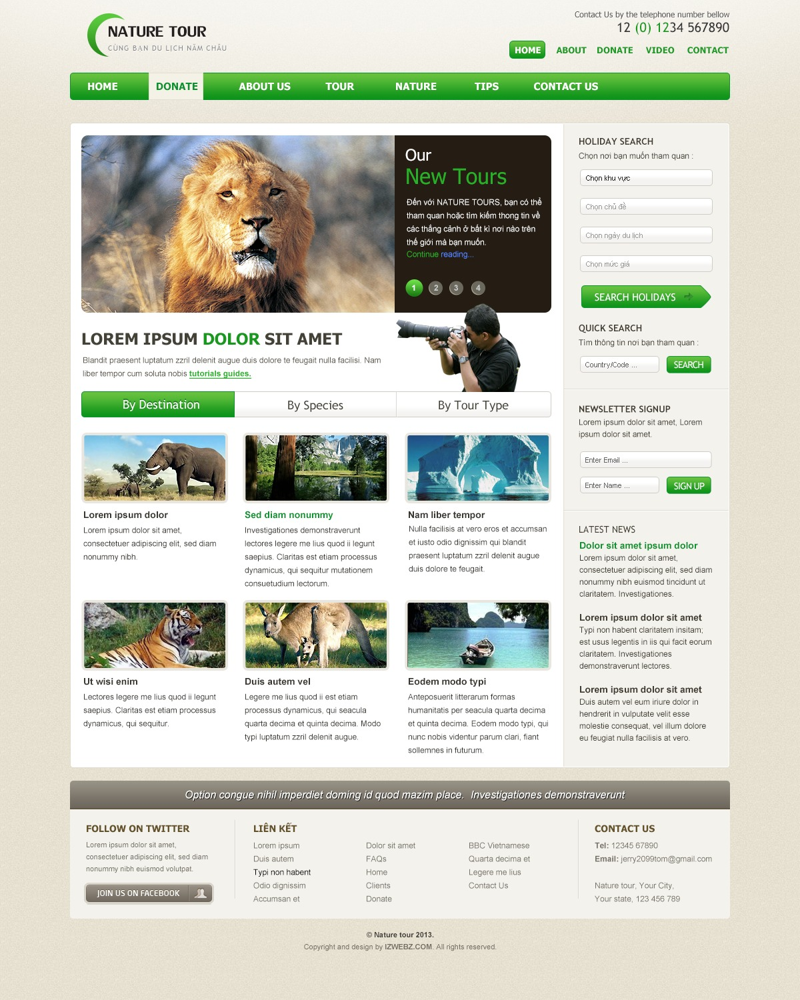 NATURE TOUR
CÙNG BẠN DU LỊCH NĂM CHÂU
Contact Us by the telephone number bellow
12 (0) 1234 567890
HOME ABOUT DONATE VIDEO CONTACT
HOME DONATE ABOUT US TOUR NATURE TIPS CONTACT US
Our
New Tours
Đến với NATURE TOURS, bạn có thể
tham quan hoặc tìm kiếm thong tin về
các thắng cảnh ở bất kì nơi nào trên
thế giới mà bạn muốn.
Continue reading...
1 2 3 4
LOREM IPSUM DOLOR SIT AMET
Blandit praesent luptatum zzril delenit augue duis dolore te feugait nulla facilisi. Nam
liber tempor cum soluta nobis tutorials guides.
By Destination By Species By Tour Type
Lorem ipsum dolor
Lorem ipsum dolor sit amet,
consectetuer adipiscing elit, sed diam
nonummy nibh.
Sed diam nonummy
Investigationes demonstraverunt
lectores legere me lius quod ii legunt
saepius. Claritas est etiam processus
dynamicus, qui sequitur mutationem
consuetudium lectorum.
Nam liber tempor
Nulla facilisis at vero eros et accumsan
et iusto odio dignissim qui blandit
praesent luptatum zzril delenit augue
duis dolore te feugait.
Ut wisi enim
Lectores legere me lius quod ii legunt
saepius. Claritas est etiam processus
dynamicus, qui sequitur.
Duis autem vel
Legere me lius quod ii est etiam
processus dynamicus, qui seacula
quarta decima et quinta decima. Modo
typi luptatum zzril delenit augue.
Eodem modo typi
Anteposuerit litterarum formas
humanitatis per seacula quarta decima
et quinta decima. Eodem modo typi, qui
nunc nobis videntur parum clari, fiant
sollemnes in futurum.
HOLIDAY SEARCH
Chọn nơi bạn muốn tham quan :
Chọn khu vực
Chọn chủ đề
Chọn ngày du lịch
Chọn mức giá
SEARCH HOLIDAYS
QUICK SEARCH
Tìm thông tin nơi bạn tham quan :
Country/Code ... SEARCH
NEWSLETTER SIGNUP
Lorem ipsum dolor sit amet, Lorem
ipsum dolor sit amet.
Enter Email ...
Enter Name ... SIGN UP
LATEST NEWS
Dolor sit amet ipsum dolor
Lorem ipsum dolor sit amet,
consectetuer adipiscing elit, sed diam
nonummy nibh euismod tincidunt ut
claritatem. Investigationes.
Lorem ipsum dolor sit amet
Typi non habent claritatem insitam;
est usus legentis in iis qui facit eorum
claritatem. Investigationes
demonstraverunt lectores.
Lorem ipsum dolor sit amet
Duis autem vel eum iriure dolor in
hendrerit in vulputate velit esse
molestie consequat, vel illum dolore
eu feugiat nulla facilisis at vero.
Option congue nihil imperdiet doming id quod mazim place. Investigationes demonstraverunt
FOLLOW ON TWITTER
Lorem ipsum dolor sit amet,
consectetuer adipiscing elit, sed diam
nonummy nibh euismod volutpat.
JOIN US ON FACEBOOK
LIÊN KẾT
Lorem ipsum
Duis autem
Typi non habent
Odio dignissim
Accumsan et
Dolor sit amet
FAQs
Home
Clients
Donate
BBC Vietnamese
Quarta decima et
Legere me lius
Contact Us
CONTACT US
Tel: 12345 67890
Email: jerry2099tom@gmail.com
Nature tour, Your City,
Your state, 123 456 789
© Nature tour 2013.
Copyright and design by IZWEBZ.COM. All rights reserved.